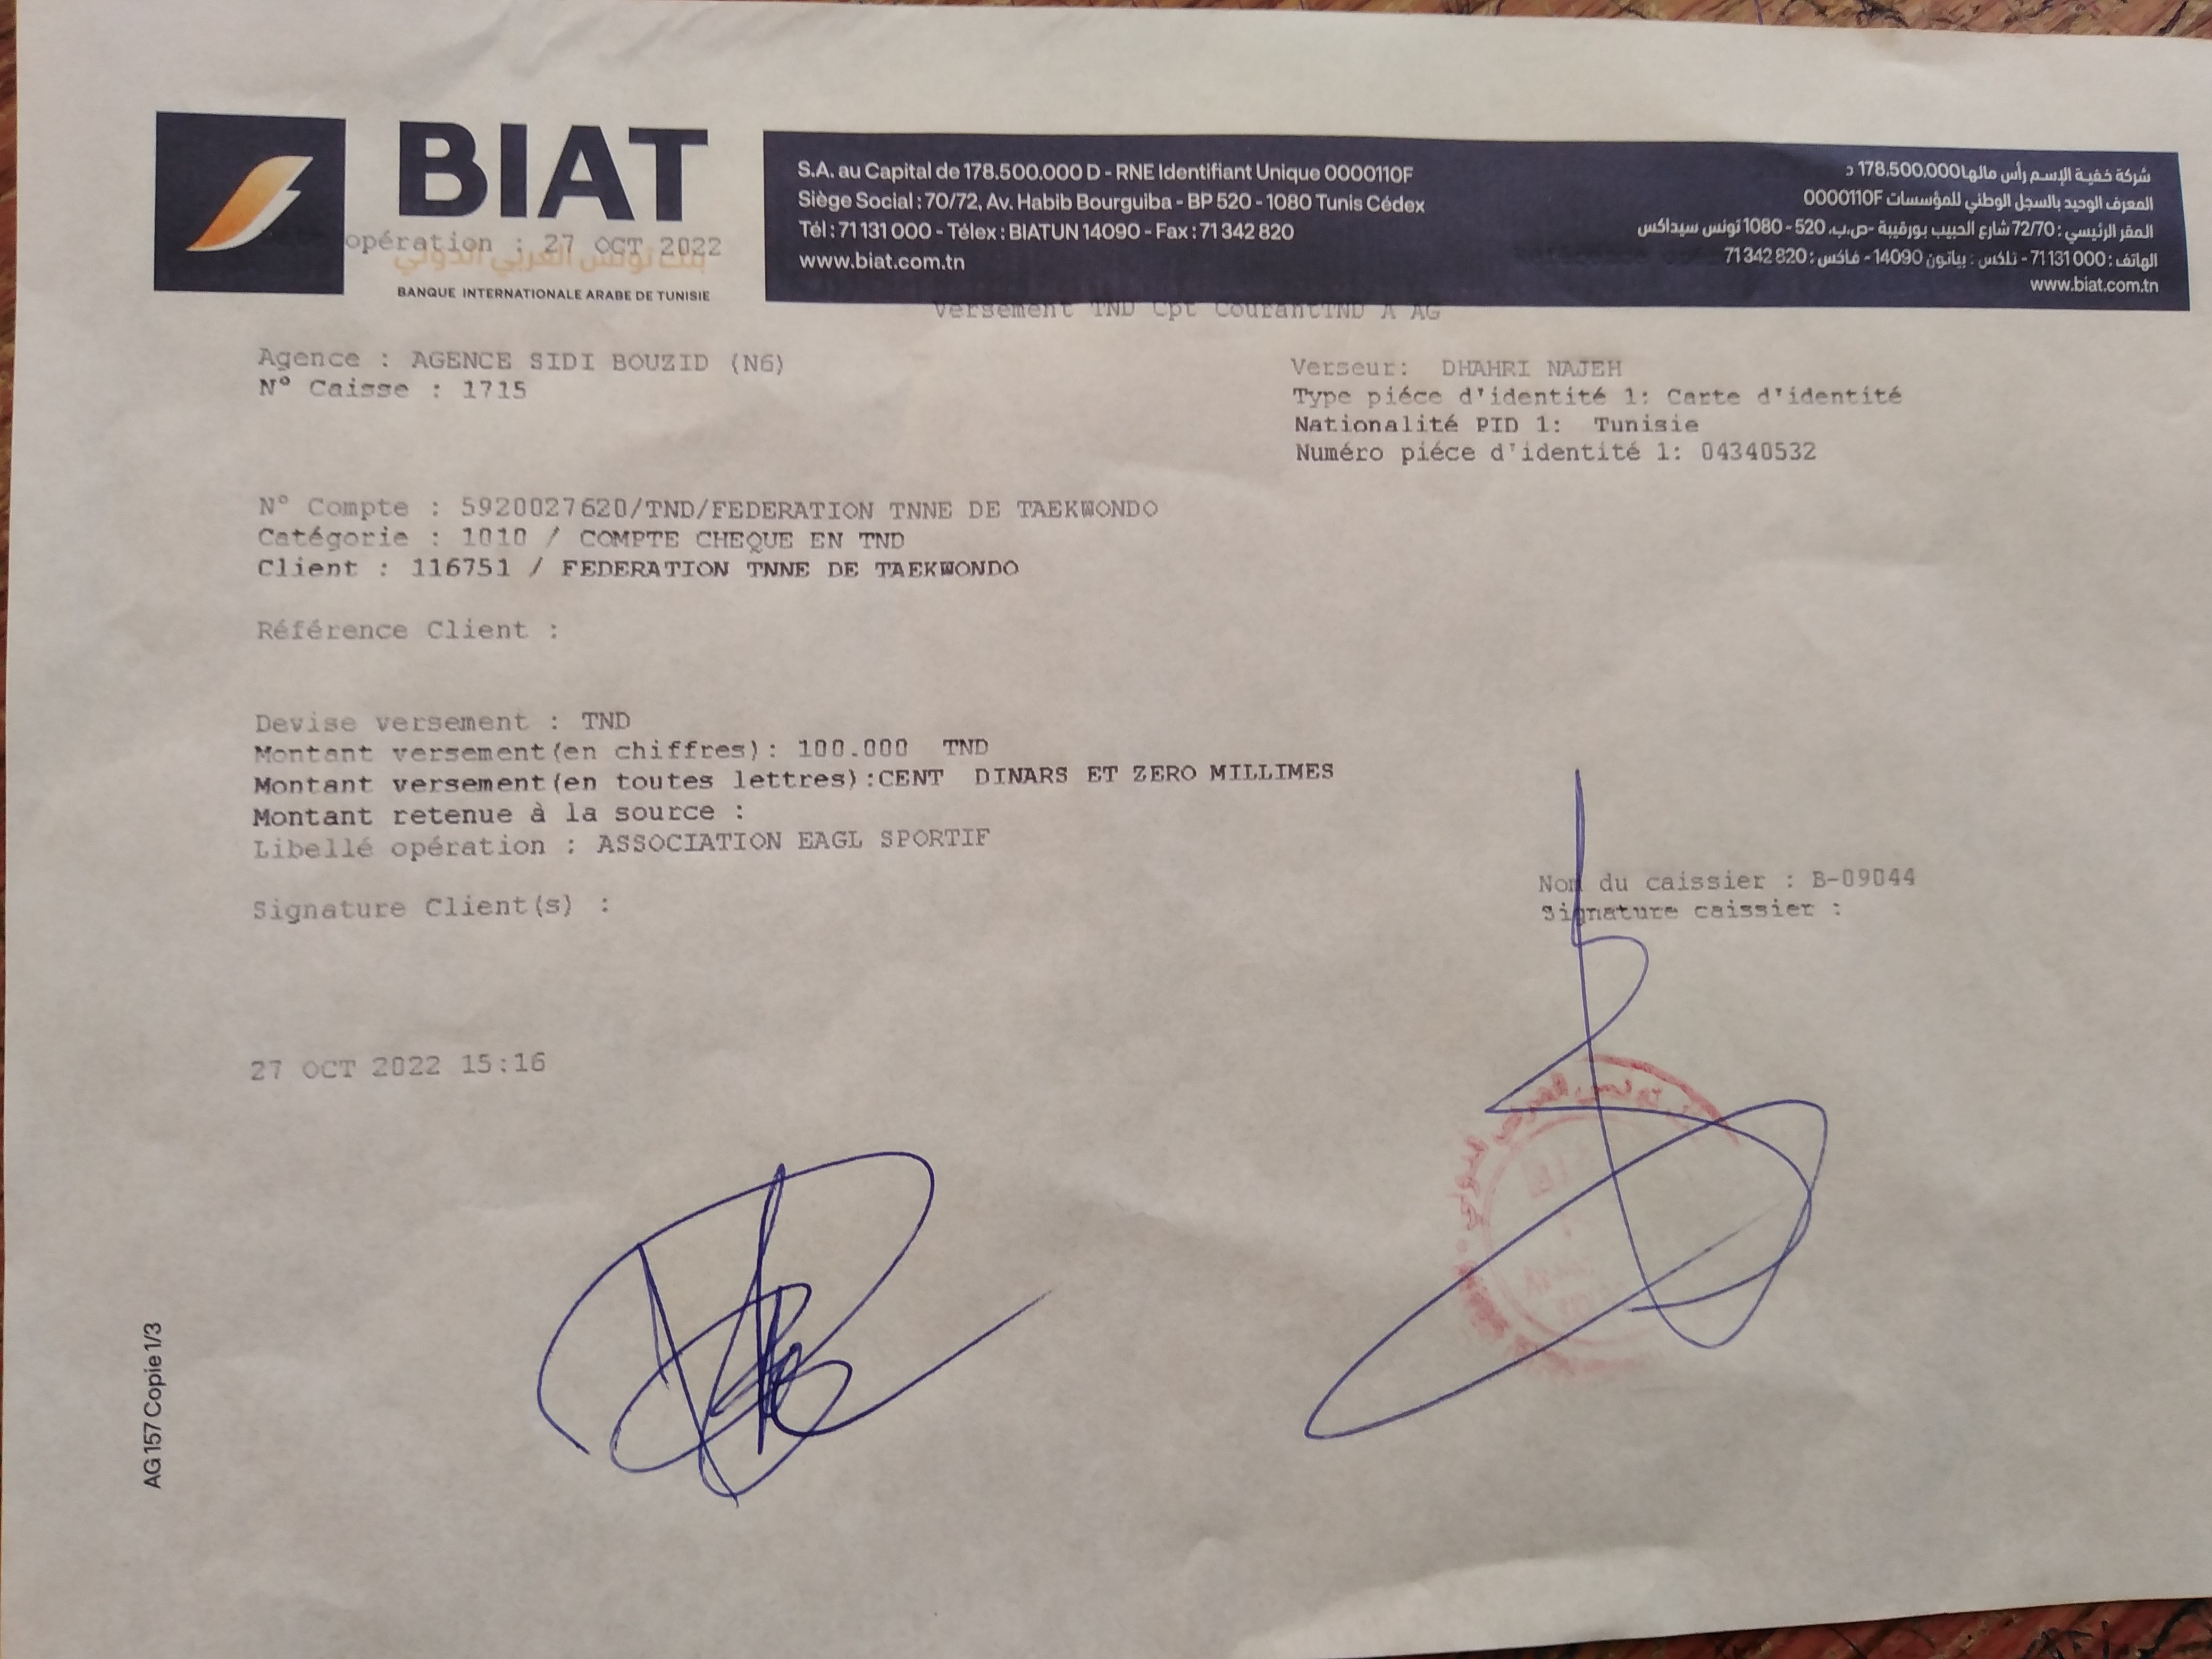 BIAT
opération : 27 OCT 2022
بنك تونس العربي الدولي
BANQUE INTERNATIONALE ARABE DE TUNISIE
S.A. au Capital de 178.500.000 D - RNE Identifiant Unique 0000110F
Siège Social : 70/72, Av. Habib Bourguiba - BP 520 - 1080 Tunis Cédex
Tél : 71 131 000 - Télex : BIATUN 14090 - Fax : 71 342 820
www.biat.com.tn
شركة خفية الإسم رأس مالها 178.500.000 د
المعرف الوحيد بالسجل الوطني للمؤسسات 0000110F
المقر الرئيسي : 72/70 شارع الحبيب بورقيبة -ص.ب. 520 - 1080 تونس سيداكس
الهاتف : 71 131 000 - تلكس : بياتون 14090 - فاكس : 71 342 820
www.biat.com.tn
Versement TND Cpt CourantTND A AG
Agence : AGENCE SIDI BOUZID (N6)
N° Caisse : 1715
Verseur: DHAHRI NAJEH
Type piéce d'identité 1: Carte d'identité
Nationalité PID 1: Tunisie
Numéro piéce d'identité 1: 04340532
N° Compte : 5920027620/TND/FEDERATION TNNE DE TAEKWONDO
Catégorie : 1010 / COMPTE CHEQUE EN TND
Client : 116751 / FEDERATION TNNE DE TAEKWONDO
Référence Client :
Devise versement : TND
Montant versement(en chiffres): 100.000 TND
Montant versement(en toutes lettres):CENT DINARS ET ZERO MILLIMES
Montant retenue à la source :
Libellé opération : ASSOCIATION EAGL SPORTIF
Signature Client(s) :
Nom du caissier : B-09044
Signature caissier :
27 OCT 2022 15:16
AG 157 Copie 1/3